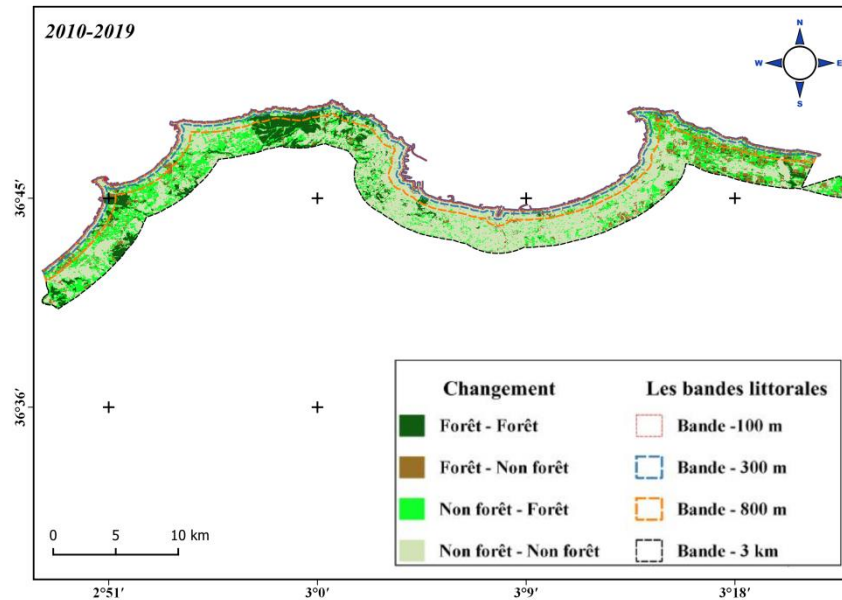 2010-2019
N
W E
S
36°45′
36°36′
Changement
Forêt - Forêt
Forêt - Non forêt
Non forêt - Forêt
Non forêt - Non forêt
Les bandes littorales
Bande -100 m
Bande - 300 m
Bande - 800 m
Bande - 3 km
0 5 10 km
2°51′ 3°0′ 3°9′ 3°18′